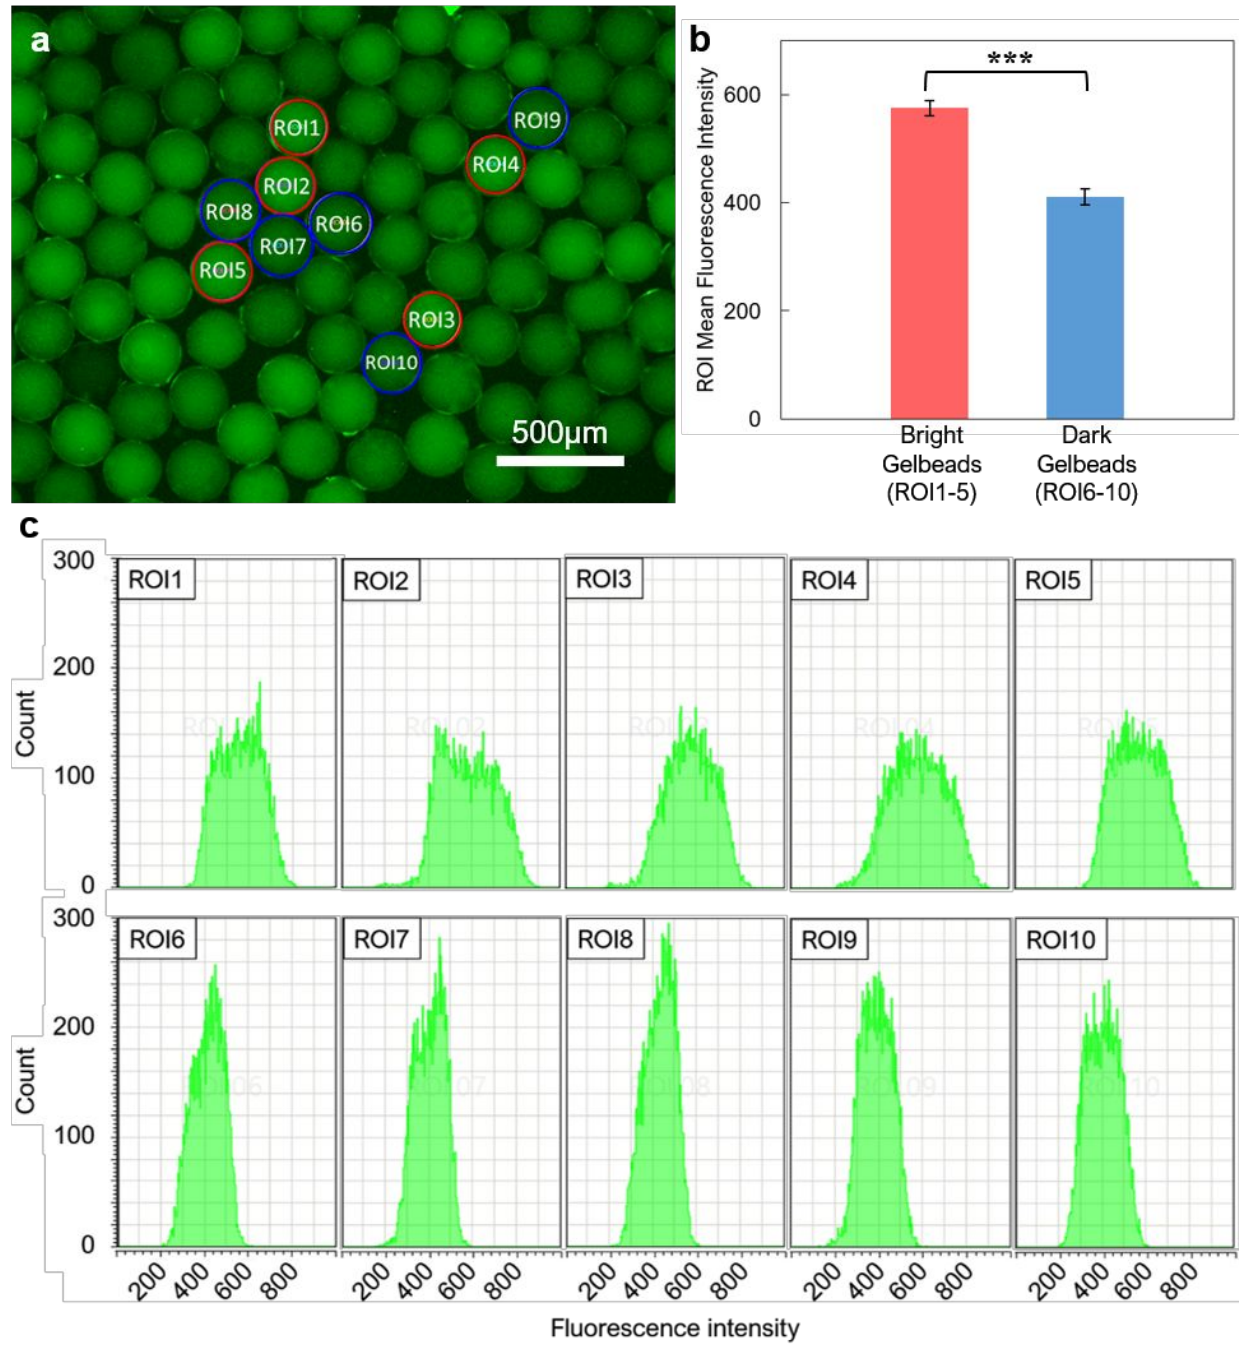 a
ROI1
ROI9
ROI4
ROI2
ROI8
ROI6
ROI7
ROI5
ROI3
ROI10
500µm
b
ROI Mean Fluorescence Intensity
600
400
200
0
***
Bright
Gelbeads
(ROI1-5)
Dark
Gelbeads
(ROI6-10)
c
Count
300
200
100
0
ROI1
ROI2
ROI3
ROI4
ROI5
Count
300
200
100
0
ROI6
ROI7
ROI8
ROI9
ROI10
200 400 600 800
200 400 600 800
200 400 600 800
200 400 600 800
200 400 600 800
Fluorescence intensity